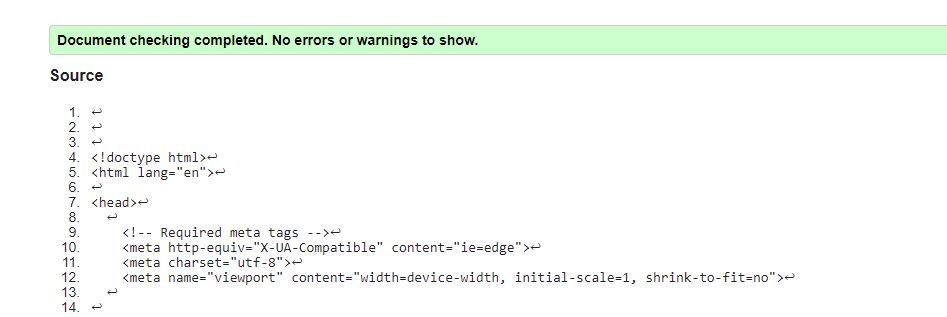 Document checking completed. No errors or warnings to show.
Source
1. ↩
2. ↩
3. ↩
4. <!doctype html>↩
5. <html lang="en">↩
6. ↩
7. <head>↩
8. ↩
9. <!-- Required meta tags -->↩
10. <meta http-equiv="X-UA-Compatible" content="ie=edge">↩
11. <meta charset="utf-8">↩
12. <meta name="viewport" content="width=device-width, initial-scale=1, shrink-to-fit=no">↩
13. ↩
14. ↩